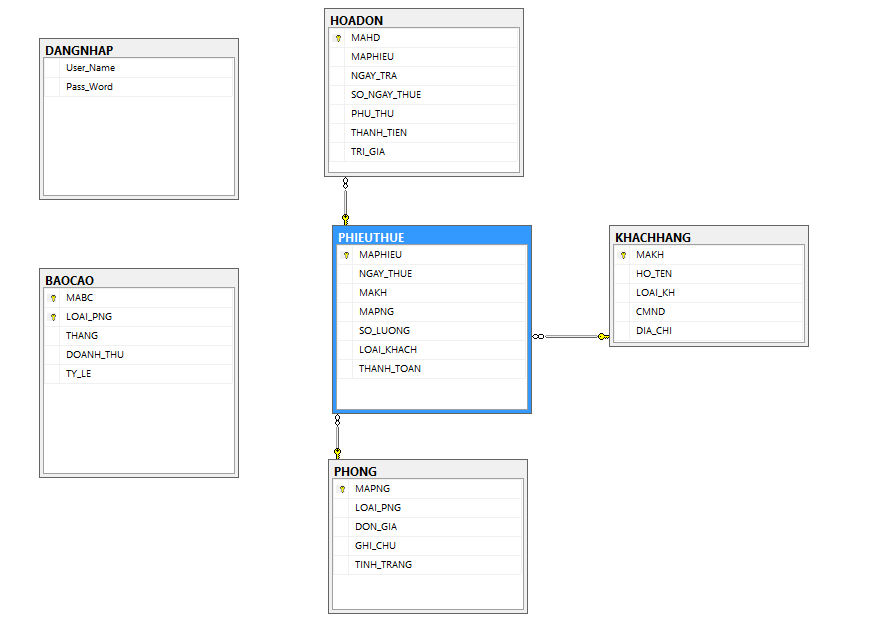 DANGNHAP
User_Name
Pass_Word
HOADON
MAHD
MAPHIEU
NGAY_TRA
SO_NGAY_THUE
PHU_THU
THANH_TIEN
TRI_GIA
BAOCAO
MABC
LOAI_PNG
THANG
DOANH_THU
TY_LE
PHIEUTHUE
MAPHIEU
NGAY_THUE
MAKH
MAPNG
SO_LUONG
LOAI_KHACH
THANH_TOAN
KHACHHANG
MAKH
HO_TEN
LOAI_KH
CMND
DIA_CHI
PHONG
MAPNG
LOAI_PNG
DON_GIA
GHI_CHU
TINH_TRANG